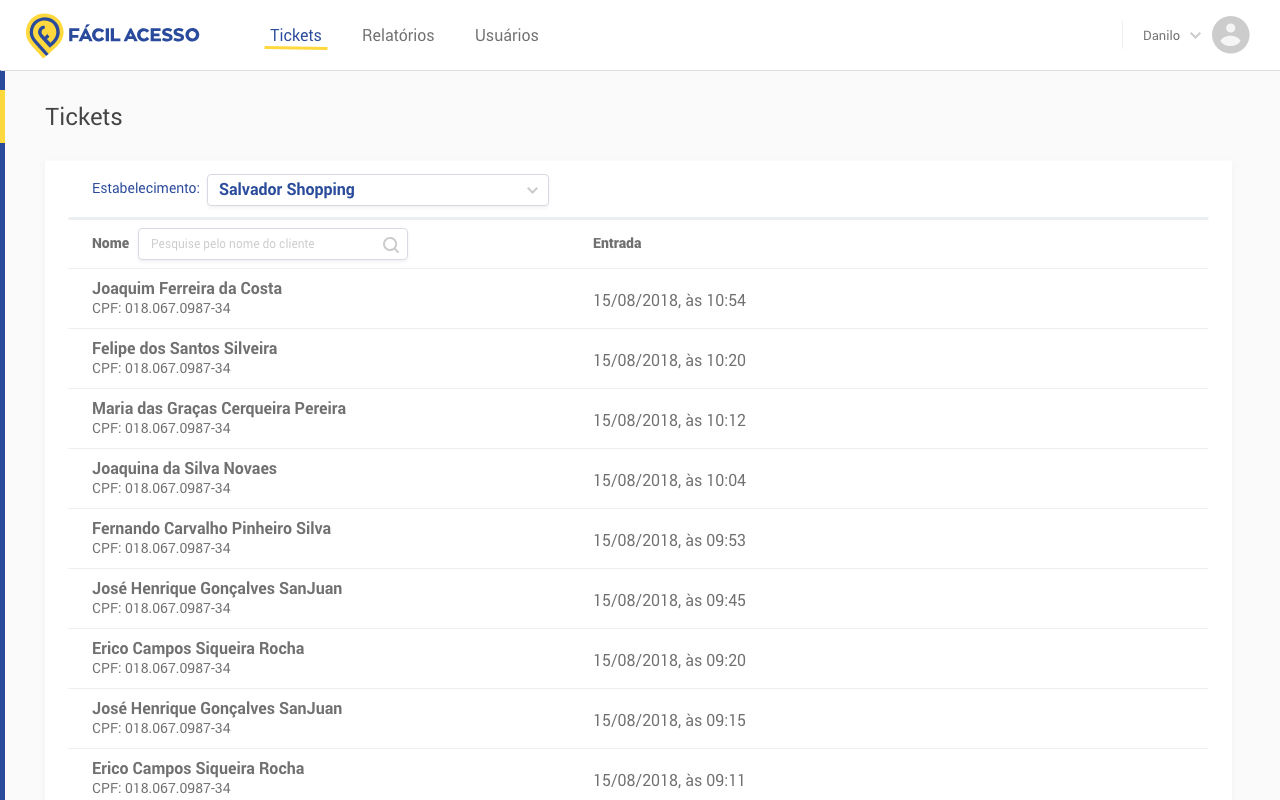 FÁCIL ACESSO
Tickets
Relatórios
Usuários
Danilo
Tickets
Estabelecimento: Salvador Shopping
Nome Pesquise pelo nome do cliente Entrada
Joaquim Ferreira da Costa
CPF: 018.067.0987-34
15/08/2018, às 10:54
Felipe dos Santos Silveira
CPF: 018.067.0987-34
15/08/2018, às 10:20
Maria das Graças Cerqueira Pereira
CPF: 018.067.0987-34
15/08/2018, às 10:12
Joaquina da Silva Novaes
CPF: 018.067.0987-34
15/08/2018, às 10:04
Fernando Carvalho Pinheiro Silva
CPF: 018.067.0987-34
15/08/2018, às 09:53
José Henrique Gonçalves SanJuan
CPF: 018.067.0987-34
15/08/2018, às 09:45
Erico Campos Siqueira Rocha
CPF: 018.067.0987-34
15/08/2018, às 09:20
José Henrique Gonçalves SanJuan
CPF: 018.067.0987-34
15/08/2018, às 09:15
Erico Campos Siqueira Rocha
CPF: 018.067.0987-34
15/08/2018, às 09:11